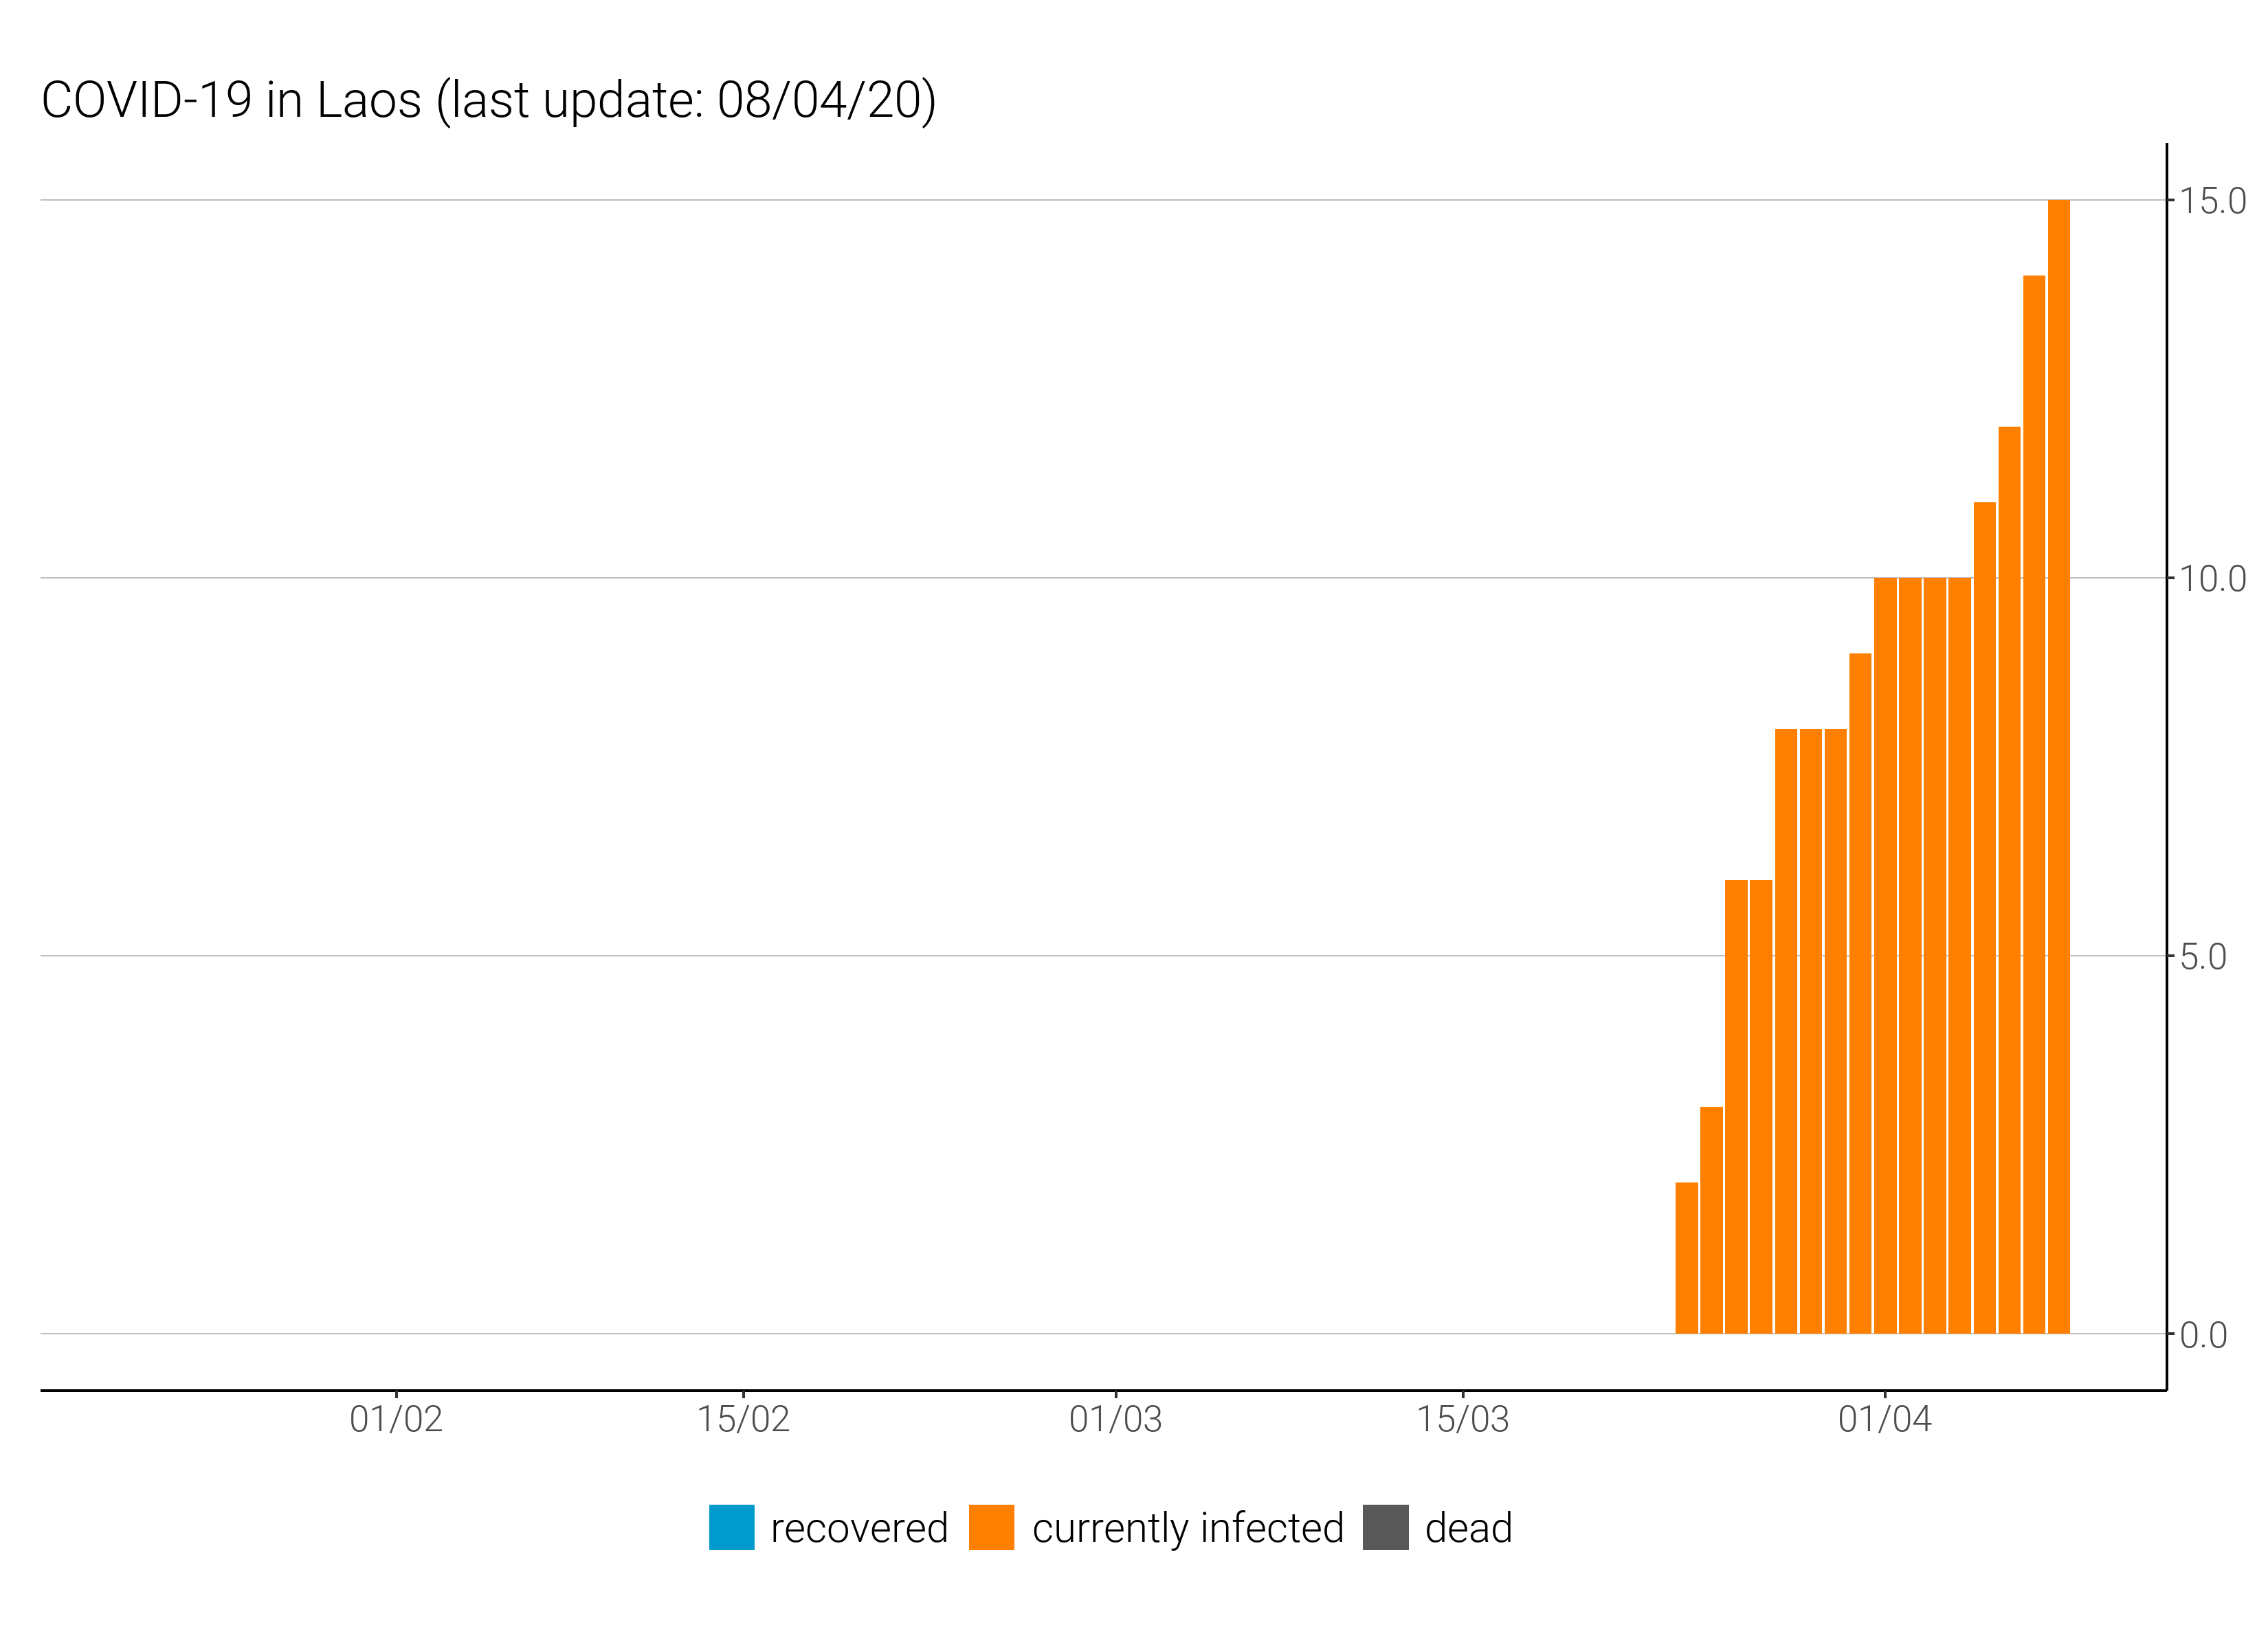 COVID-19 in Laos (last update: 08/04/20)
15.0
10.0
5.0
0.0
01/02 15/02 01/03 15/03 01/04
recovered currently infected dead